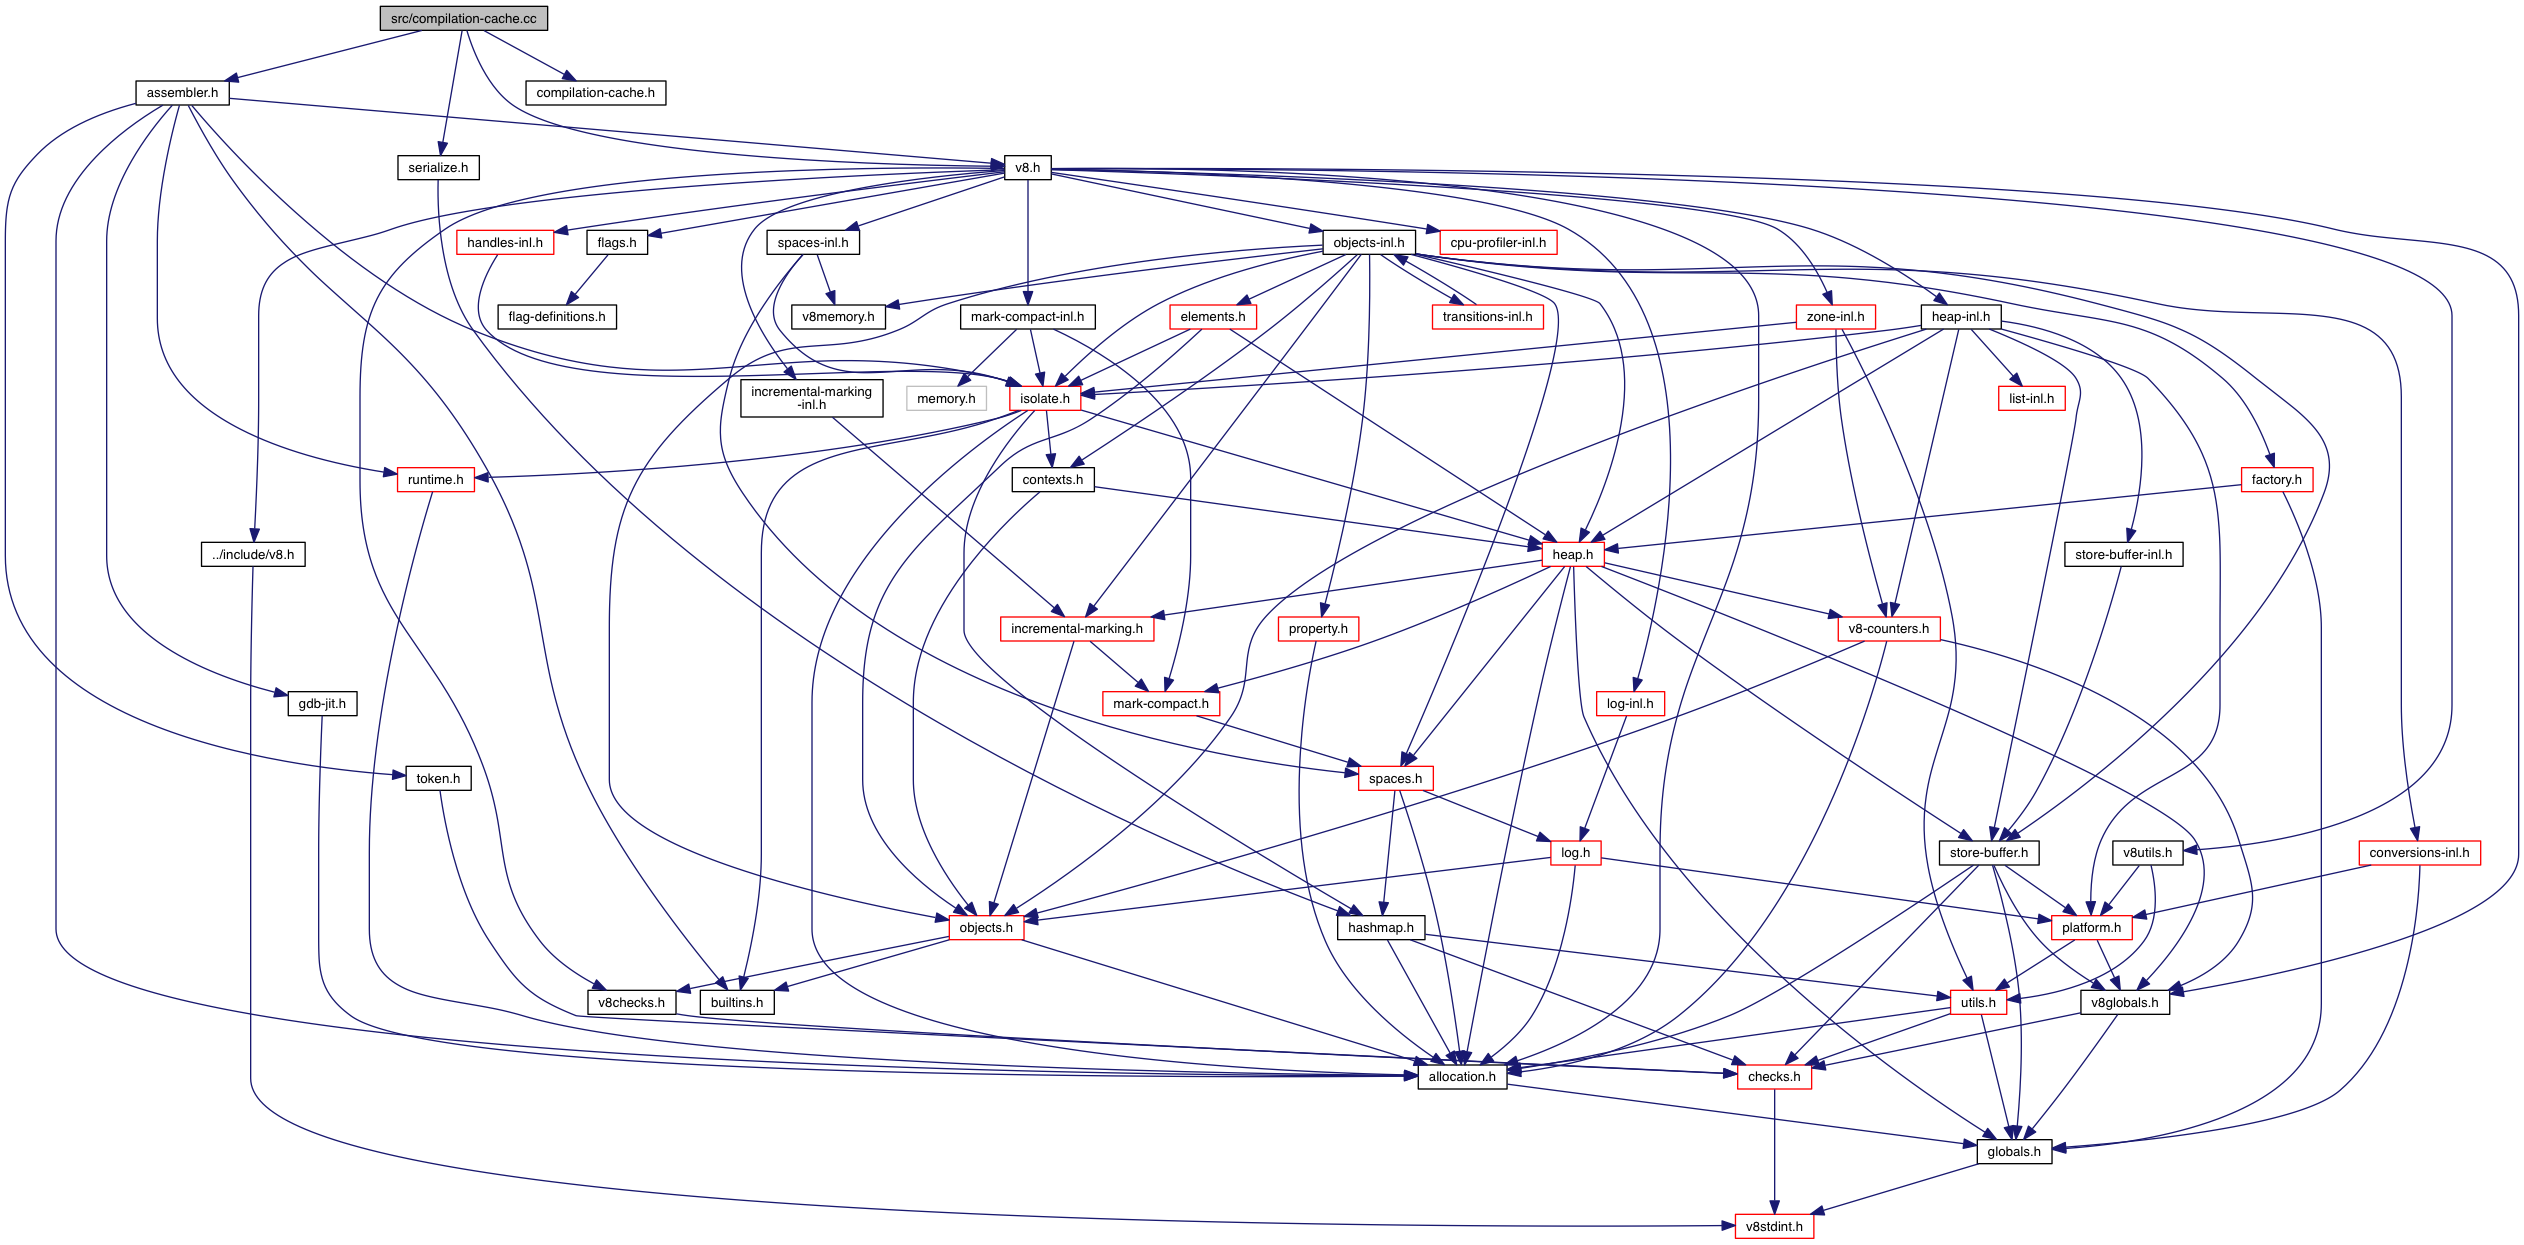 src/compilation-cache.cc
assembler.h
compilation-cache.h
serialize.h
v8.h
handles-inl.h
flags.h
spaces-inl.h
objects-inl.h
cpu-profiler-inl.h
flag-definitions.h
v8memory.h
mark-compact-inl.h
elements.h
transitions-inl.h
zone-inl.h
heap-inl.h
incremental-marking
-inl.h
memory.h
isolate.h
list-inl.h
runtime.h
contexts.h
factory.h
../include/v8.h
heap.h
store-buffer-inl.h
incremental-marking.h
property.h
v8-counters.h
gdb-jit.h
mark-compact.h
log-inl.h
token.h
spaces.h
log.h
store-buffer.h
v8utils.h
conversions-inl.h
objects.h
hashmap.h
platform.h
v8checks.h
builtins.h
utils.h
v8globals.h
allocation.h
checks.h
globals.h
v8stdint.h